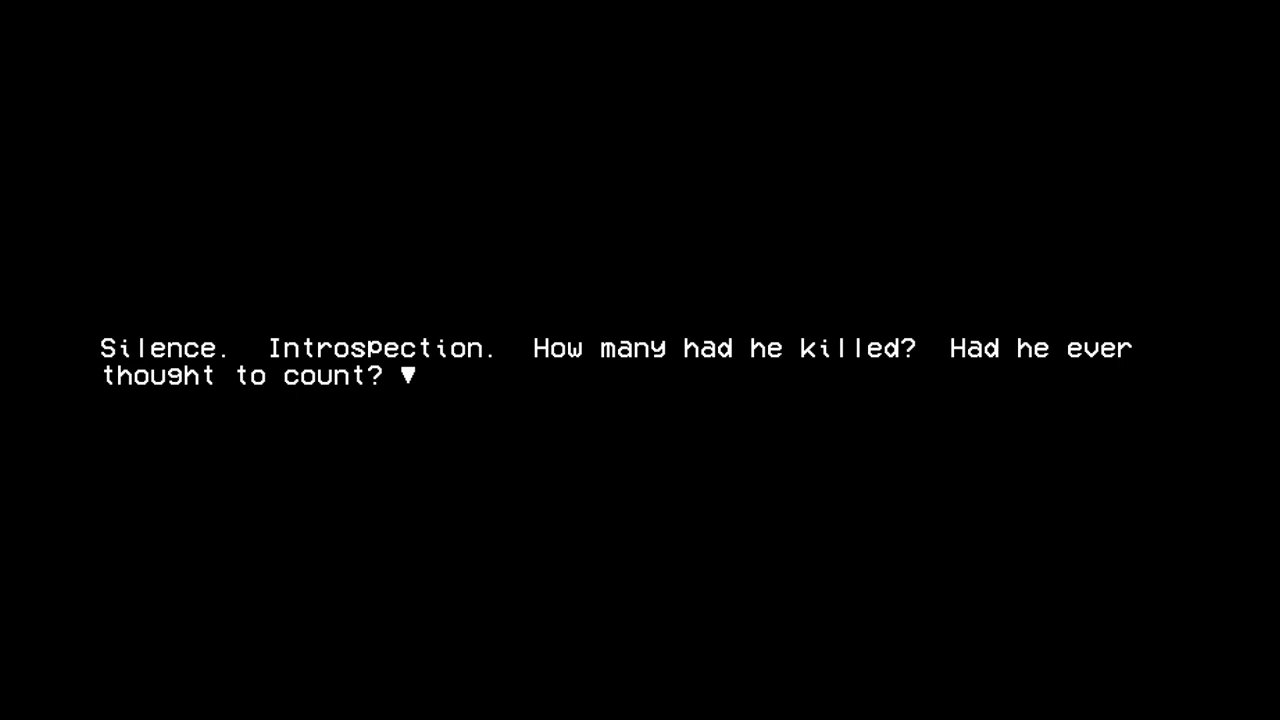 Silence.  Introspection.  How many had he killed?  Had he ever
thought to count? ▼